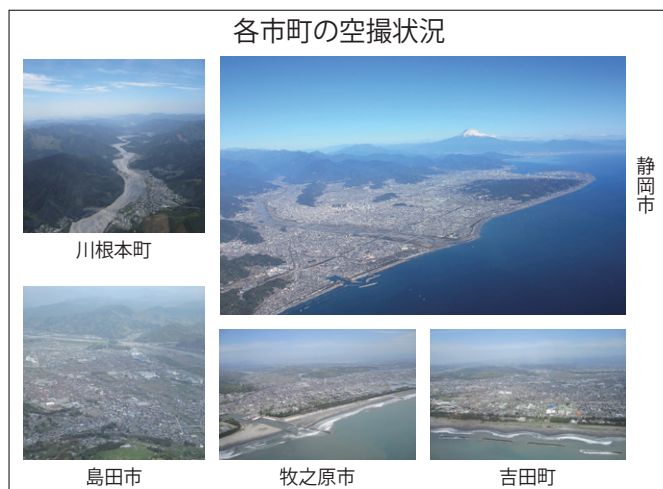 各市町の空撮状況
川根本町
静岡市
島田市
牧之原市
吉田町